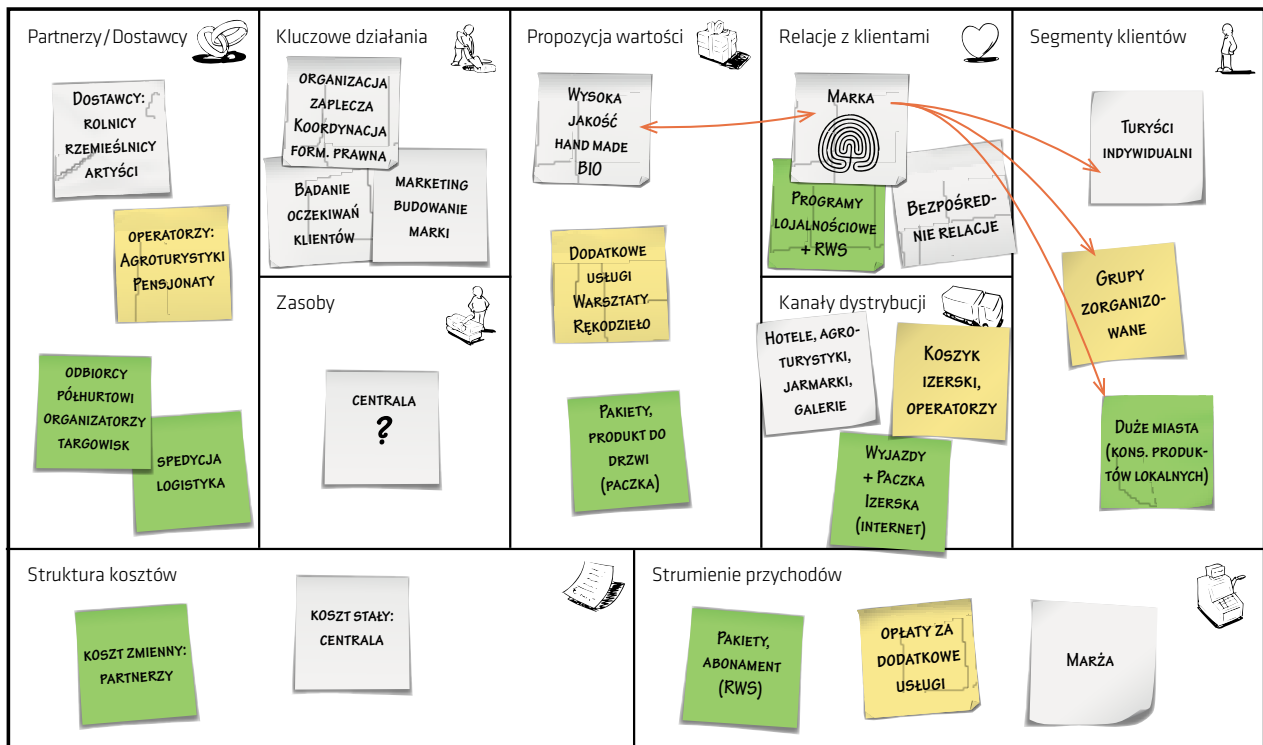 Partnerzy/Dostawcy
Dostawcy:
rolnicy
rzemieślnicy
artyści
operatorzy:
Agroturystyki
Pensjonaty
odbiorcy
półhurtowi
organizatorzy
targowisk
spedycja
logistyka
Kluczowe działania
organizacja
zaplecza
Koordynacja
form. prawna
Badanie
oczekiwań
klientów
marketing
budowanie
marki
Zasoby
centrala
?
Propozycja wartości
Wysoka
jakość
hand made
BIO
Dodatkowe
usługi
Warsztaty
Rękodzieło
Pakiety,
produkt do
drzwi
(paczka)
Relacje z klientami
Marka
Programy
lojalnościowe
+ RWS
Bezpośred-
nie relacje
Kanały dystrybucji
Hotele, agro-
turystyki,
jarmarki,
galerie
Koszyk
izerski,
operatorzy
Wyjazdy
+ Paczka
Izerska
(internet)
Segmenty klientów
Turyści
indywidualni
Grupy
zorganizo-
wane
Duże miasta
(kons. produk-
tów lokalnych)
Struktura kosztów
koszt zmienny:
partnerzy
koszt stały:
centrala
Strumienie przychodów
Pakiety,
abonament
(RWS)
opłaty za
dodatkowe
usługi
Marża